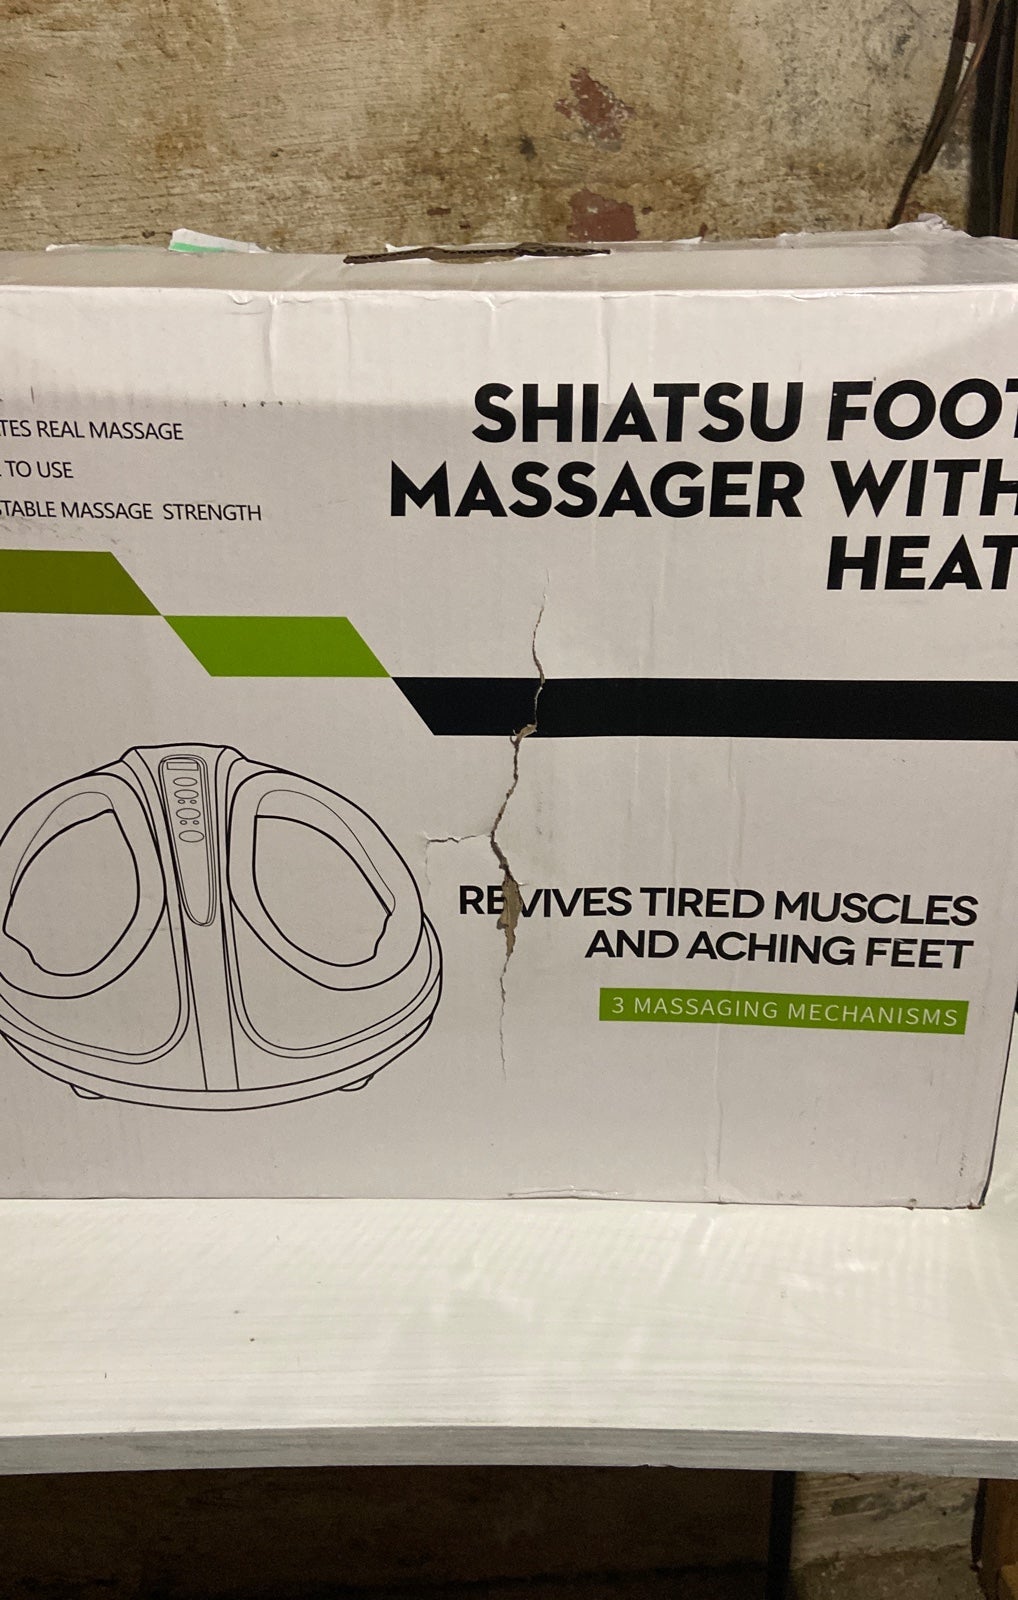 TES REAL MASSAGE
TO USE
STABLE MASSAGE STRENGTH
SHIATSU FOOT
MASSAGER WITH
HEAT
REVIVES TIRED MUSCLES
AND ACHING FEET
3 MASSAGING MECHANISMS